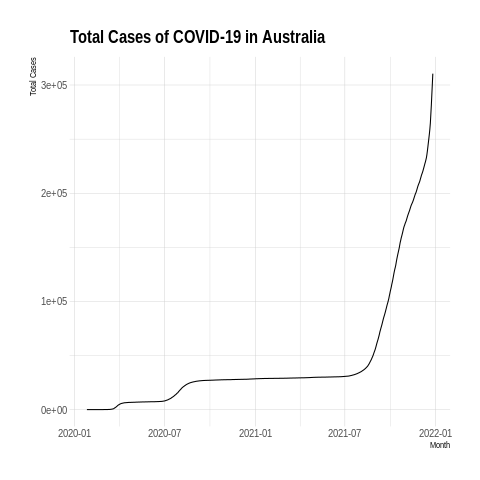 Total Cases of COVID-19 in Australia
Total Cases
3e+05
2e+05
1e+05
0e+00
2020-01 2020-07 2021-01 2021-07 2022-01
Month